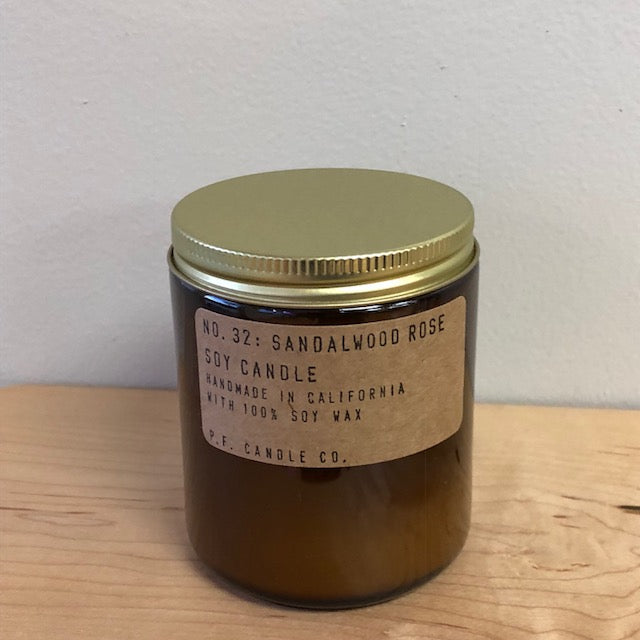 NO. 32: SANDALWOOD ROSE
SOY CANDLE
HANDMADE IN CALIFORNIA
WITH 100% SOY WAX
P.F. CANDLE CO.